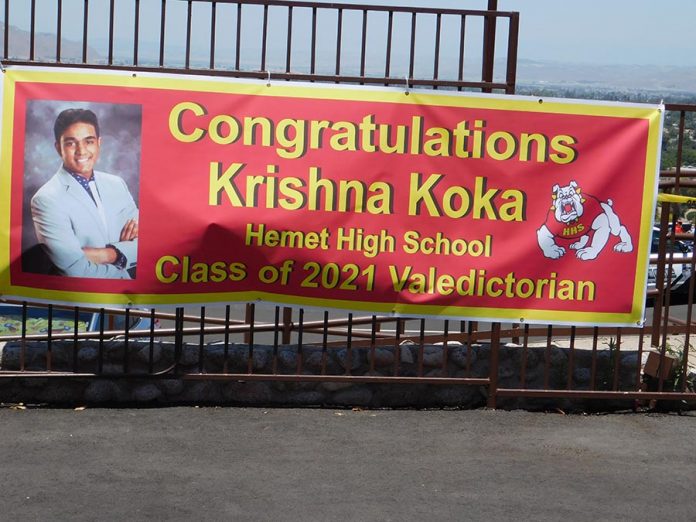 Congratulations
Krishna Koka
Hemet High School
HHS
Class of 2021 Valedictorian